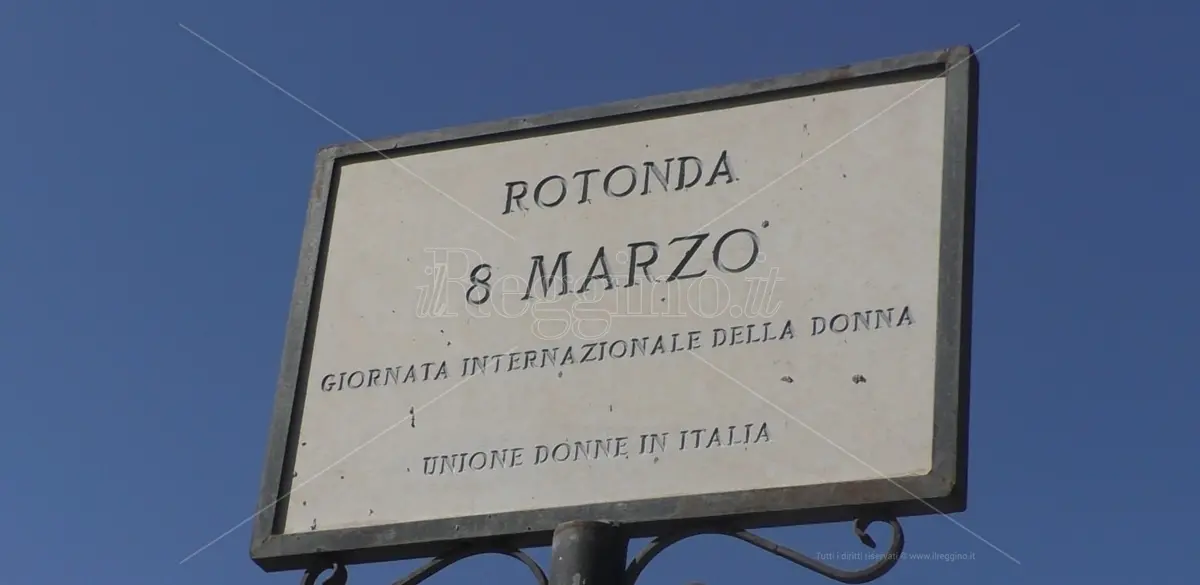 ROTONDA
8 MARZO
ilReggino.it
GIORNATA INTERNAZIONALE DELLA DONNA
UNIONE DONNE IN ITALIA
Tutti i diritti riservati © www.ilreggino.it